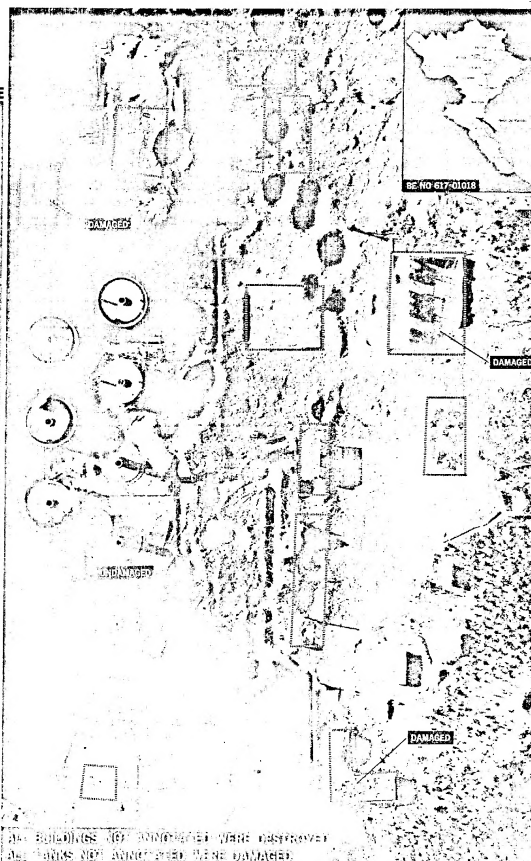 BE NO 617-01018
DAMAGED
DAMAGED
UNDAMAGED
DAMAGED
ALL BUILDINGS NOT ANNOTATED WERE DESTROYED
ALL TANKS NOT ANNOTATED WERE DAMAGED